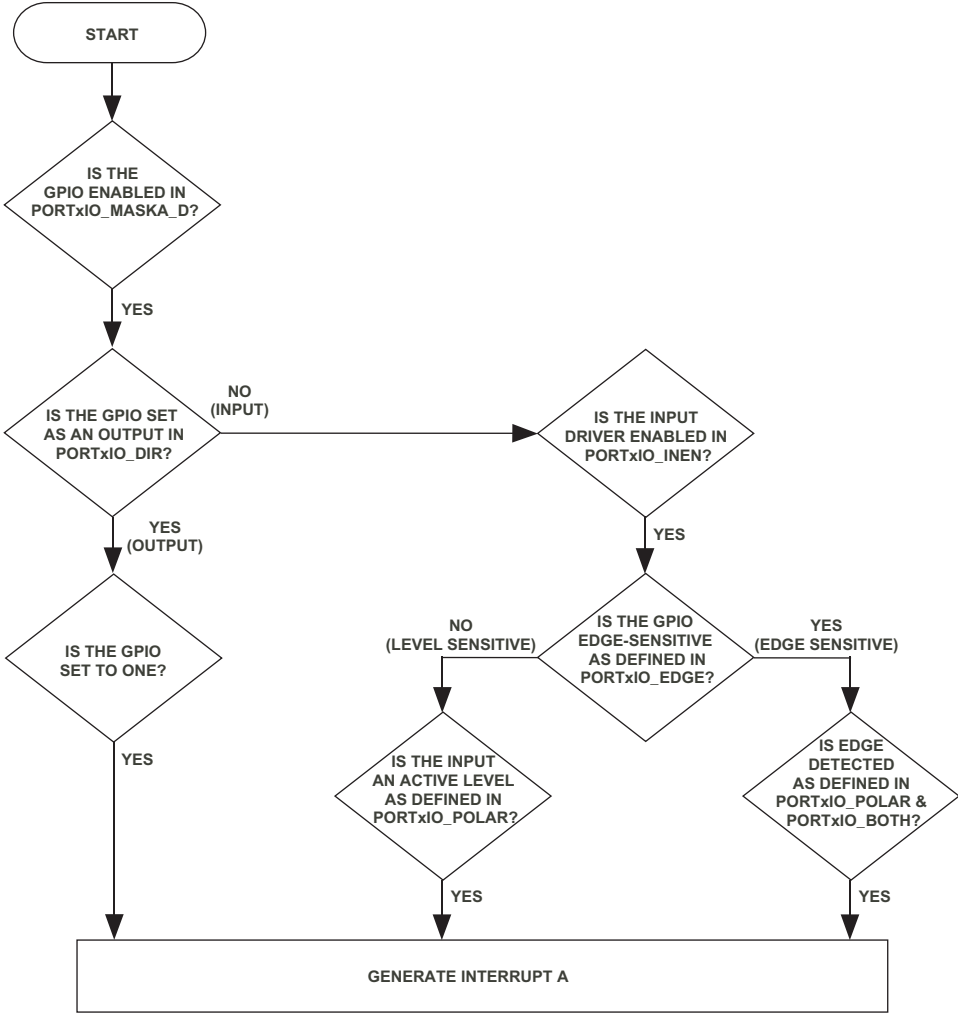 START
IS THE
GPIO ENABLED IN
PORTxIO_MASKA_D?
YES
IS THE GPIO SET
AS AN OUTPUT IN
PORTxIO_DIR?
NO
(INPUT)
IS THE INPUT
DRIVER ENABLED IN
PORTxIO_INEN?
YES
(OUTPUT)
YES
IS THE GPIO
SET TO ONE?
NO
(LEVEL SENSITIVE)
IS THE GPIO
EDGE-SENSITIVE
AS DEFINED IN
PORTxIO_EDGE?
YES
(EDGE SENSITIVE)
YES
IS THE INPUT
AN ACTIVE LEVEL
AS DEFINED IN
PORTxIO_POLAR?
IS EDGE
DETECTED
AS DEFINED IN
PORTxIO_POLAR &
PORTxIO_BOTH?
YES
YES
GENERATE INTERRUPT A